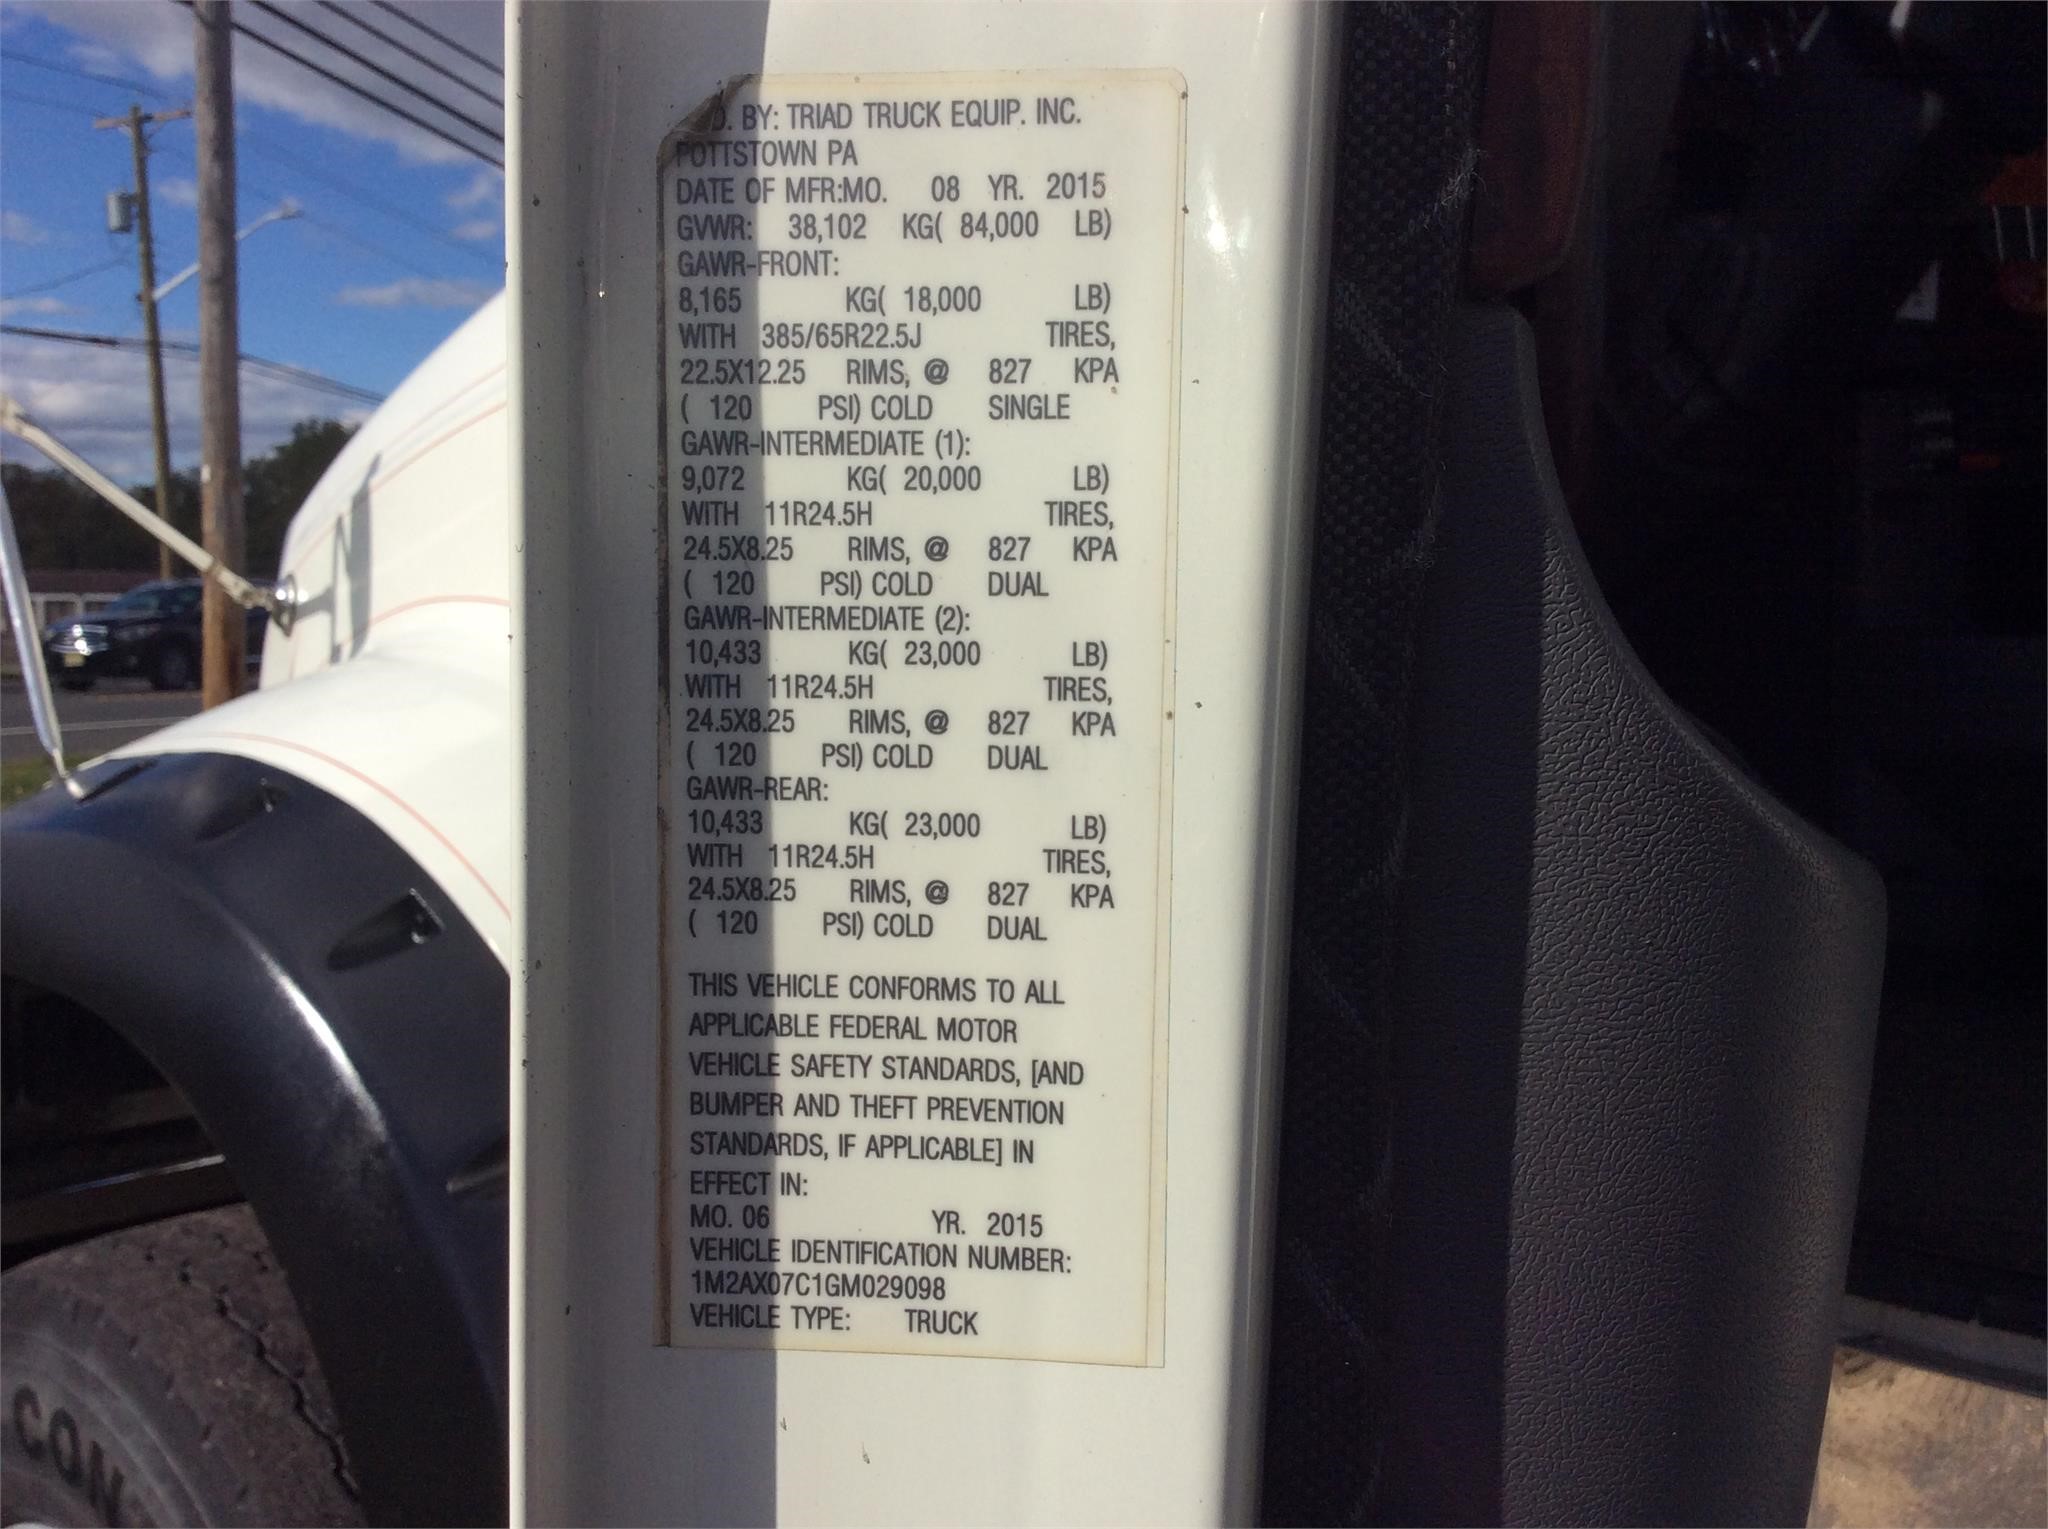 D. BY: TRIAD TRUCK EQUIP. INC.
POTTSTOWN PA
DATE OF MFR:MO. 08 YR. 2015
GVWR: 38,102 KG( 84,000 LB)
GAWR-FRONT:
8,165 KG( 18,000 LB)
WITH 385/65R22.5J TIRES,
22.5X12.25 RIMS, @ 827 KPA
( 120 PSI) COLD SINGLE
GAWR-INTERMEDIATE (1):
9,072 KG( 20,000 LB)
WITH 11R24.5H TIRES,
24.5X8.25 RIMS, @ 827 KPA
( 120 PSI) COLD DUAL
GAWR-INTERMEDIATE (2):
10,433 KG( 23,000 LB)
WITH 11R24.5H TIRES,
24.5X8.25 RIMS, @ 827 KPA
( 120 PSI) COLD DUAL
GAWR-REAR:
10,433 KG( 23,000 LB)
WITH 11R24.5H TIRES,
24.5X8.25 RIMS, @ 827 KPA
( 120 PSI) COLD DUAL
THIS VEHICLE CONFORMS TO ALL
APPLICABLE FEDERAL MOTOR
VEHICLE SAFETY STANDARDS, [AND
BUMPER AND THEFT PREVENTION
STANDARDS, IF APPLICABLE] IN
EFFECT IN:
MO. 06 YR. 2015
VEHICLE IDENTIFICATION NUMBER:
1M2AX07C1GM029098
VEHICLE TYPE: TRUCK
CON